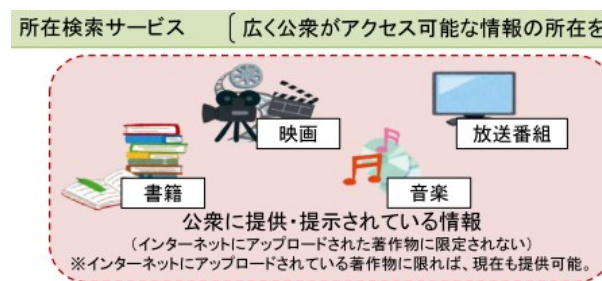 所在検索サービス 〔広く公衆がアクセス可能な情報の所在を
映画
放送番組
書籍
音楽
公衆に提供・提示されている情報
(インターネットにアップロードされた著作物に限定されない)
※インターネットにアップロードされている著作物に限れば、現在も提供可能。